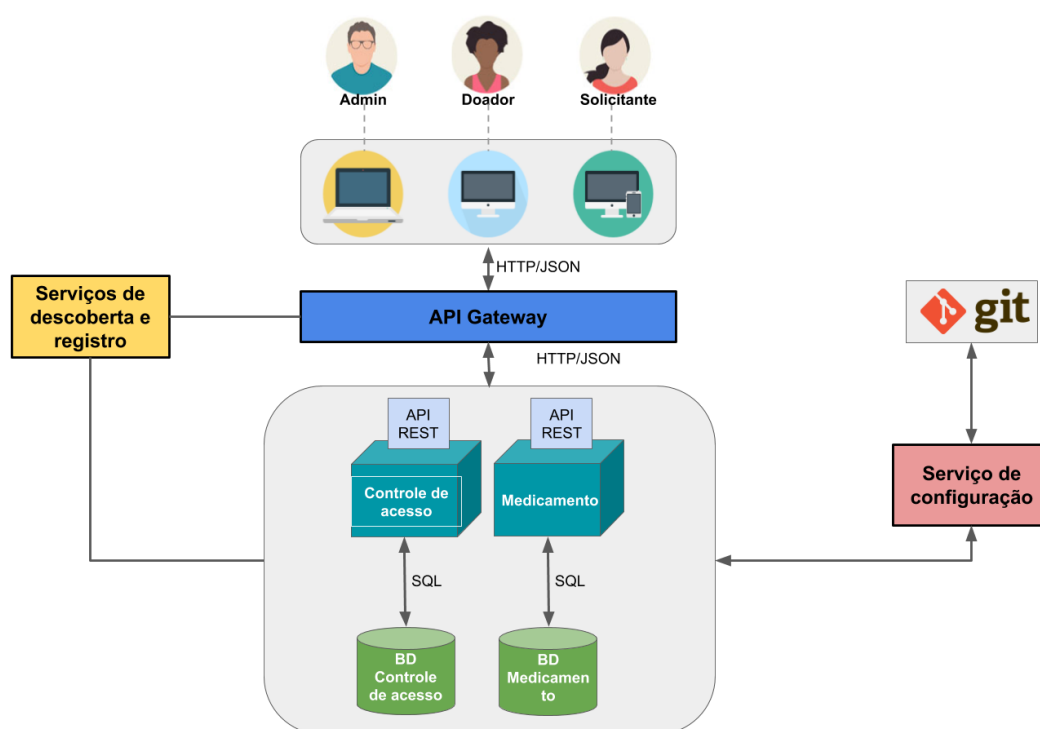 Admin
Doador
Solicitante
HTTP/JSON
Serviços de
descoberta e
registro
API Gateway
git
HTTP/JSON
API
REST
API
REST
Controle de
acesso
Medicamento
Serviço de
configuração
SQL
SQL
BD
Controle
de acesso
BD
Medicamen
to